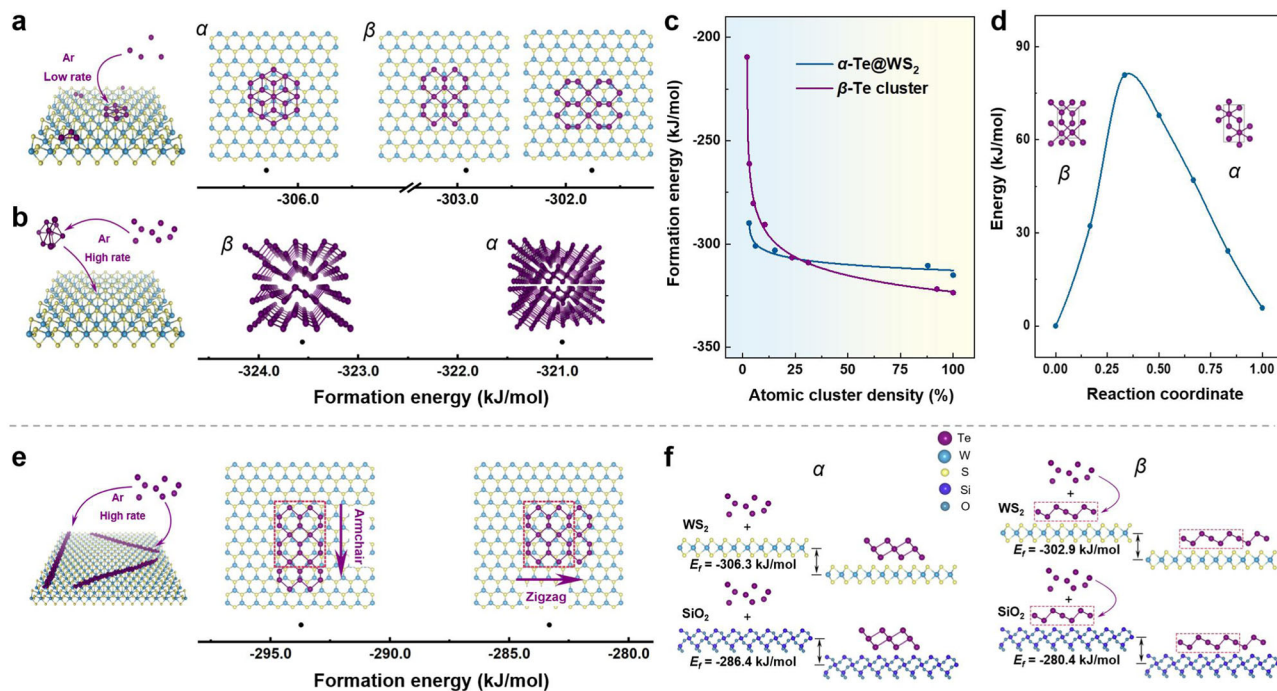 a
Ar
Low rate
α
β
-306.0
-303.0
-302.0
b
Ar
High rate
β
α
-324.0
-323.0
-322.0
-321.0
Formation energy (kJ/mol)
c
-200
-250
-300
-350
Formation energy (kJ/mol)
α-Te@WS₂
β-Te cluster
0
25
50
75
100
Atomic cluster density (%)
d
90
60
30
0
Energy (kJ/mol)
β
α
0.00
0.25
0.50
0.75
1.00
Reaction coordinate
e
Ar
High rate
Armchair
Zigzag
-295.0
-290.0
-285.0
-280.0
Formation energy (kJ/mol)
f
Te
W
S
Si
O
α
WS₂
+
E_f = -306.3 kJ/mol
SiO₂
+
E_f = -286.4 kJ/mol
β
WS₂
+
E_f = -302.9 kJ/mol
SiO₂
+
E_f = -280.4 kJ/mol